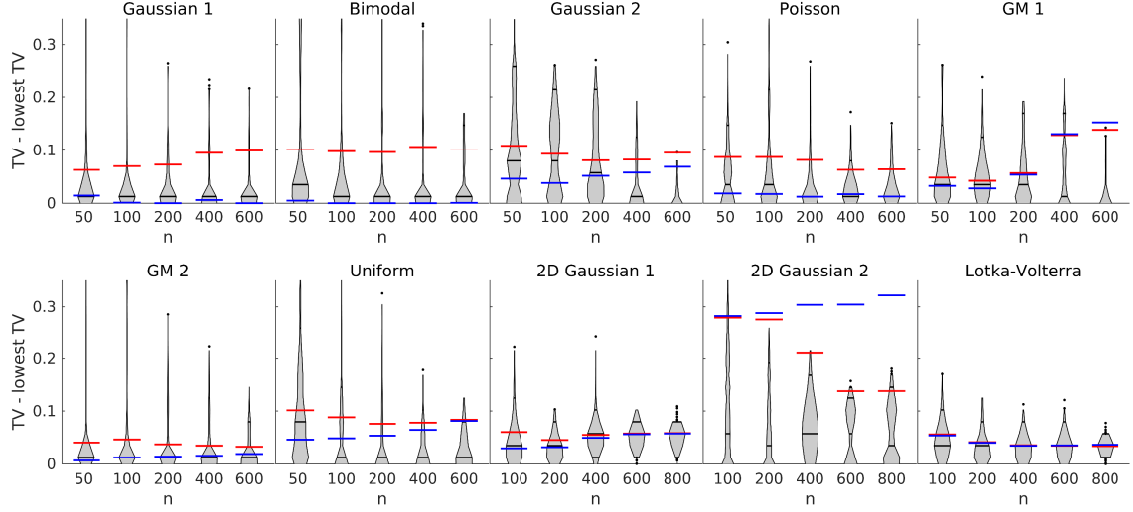 Gaussian 1 Bimodal Gaussian 2 Poisson GM 1
TV - lowest TV
0.3
0.2
0.1
0
50 100 200 400 600 50 100 200 400 600 50 100 200 400 600 50 100 200 400 600 50 100 200 400 600
n n n n n
GM 2 Uniform 2D Gaussian 1 2D Gaussian 2 Lotka-Volterra
TV - lowest TV
0.3
0.2
0.1
0
50 100 200 400 600 50 100 200 400 600 100 200 400 600 800 100 200 400 600 800 100 200 400 600 800
n n n n n